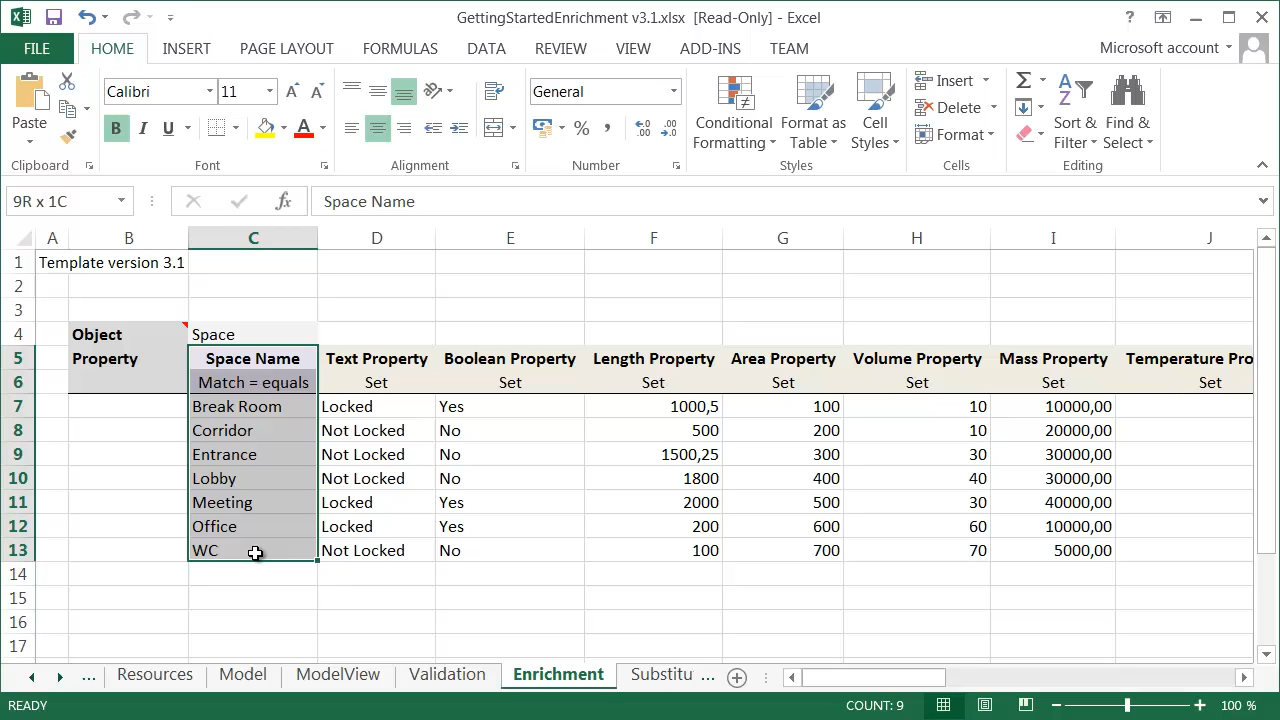 GettingStartedEnrichment v3.1.xlsx [Read-Only] - Excel
FILE HOME INSERT PAGE LAYOUT FORMULAS DATA REVIEW VIEW ADD-INS TEAM Microsoft account
Paste
Clipboard
Calibri 11
B I U A
Font
Alignment
General
% ,
Number
Conditional Formatting
Format as Table
Cell Styles
Styles
Insert
Delete
Format
Cells
Sort & Filter
Find & Select
Editing
9R x 1C fx Space Name
A B C D E F G H I J
1 Template version 3.1
2
3
4 Object Space
5 Property Space Name Text Property Boolean Property Length Property Area Property Volume Property Mass Property Temperature Pro
6 Match = equals Set Set Set Set Set Set Set
7 Break Room Locked Yes 1000,5 100 10 10000,00
8 Corridor Not Locked No 500 200 10 20000,00
9 Entrance Not Locked No 1500,25 300 30 30000,00
10 Lobby Not Locked No 1800 400 40 30000,00
11 Meeting Locked Yes 2000 500 30 40000,00
12 Office Locked Yes 200 600 60 10000,00
13 WC Not Locked No 100 700 70 5000,00
14
15
16
17
... Resources Model ModelView Validation Enrichment Substitu ...
READY COUNT: 9 100 %